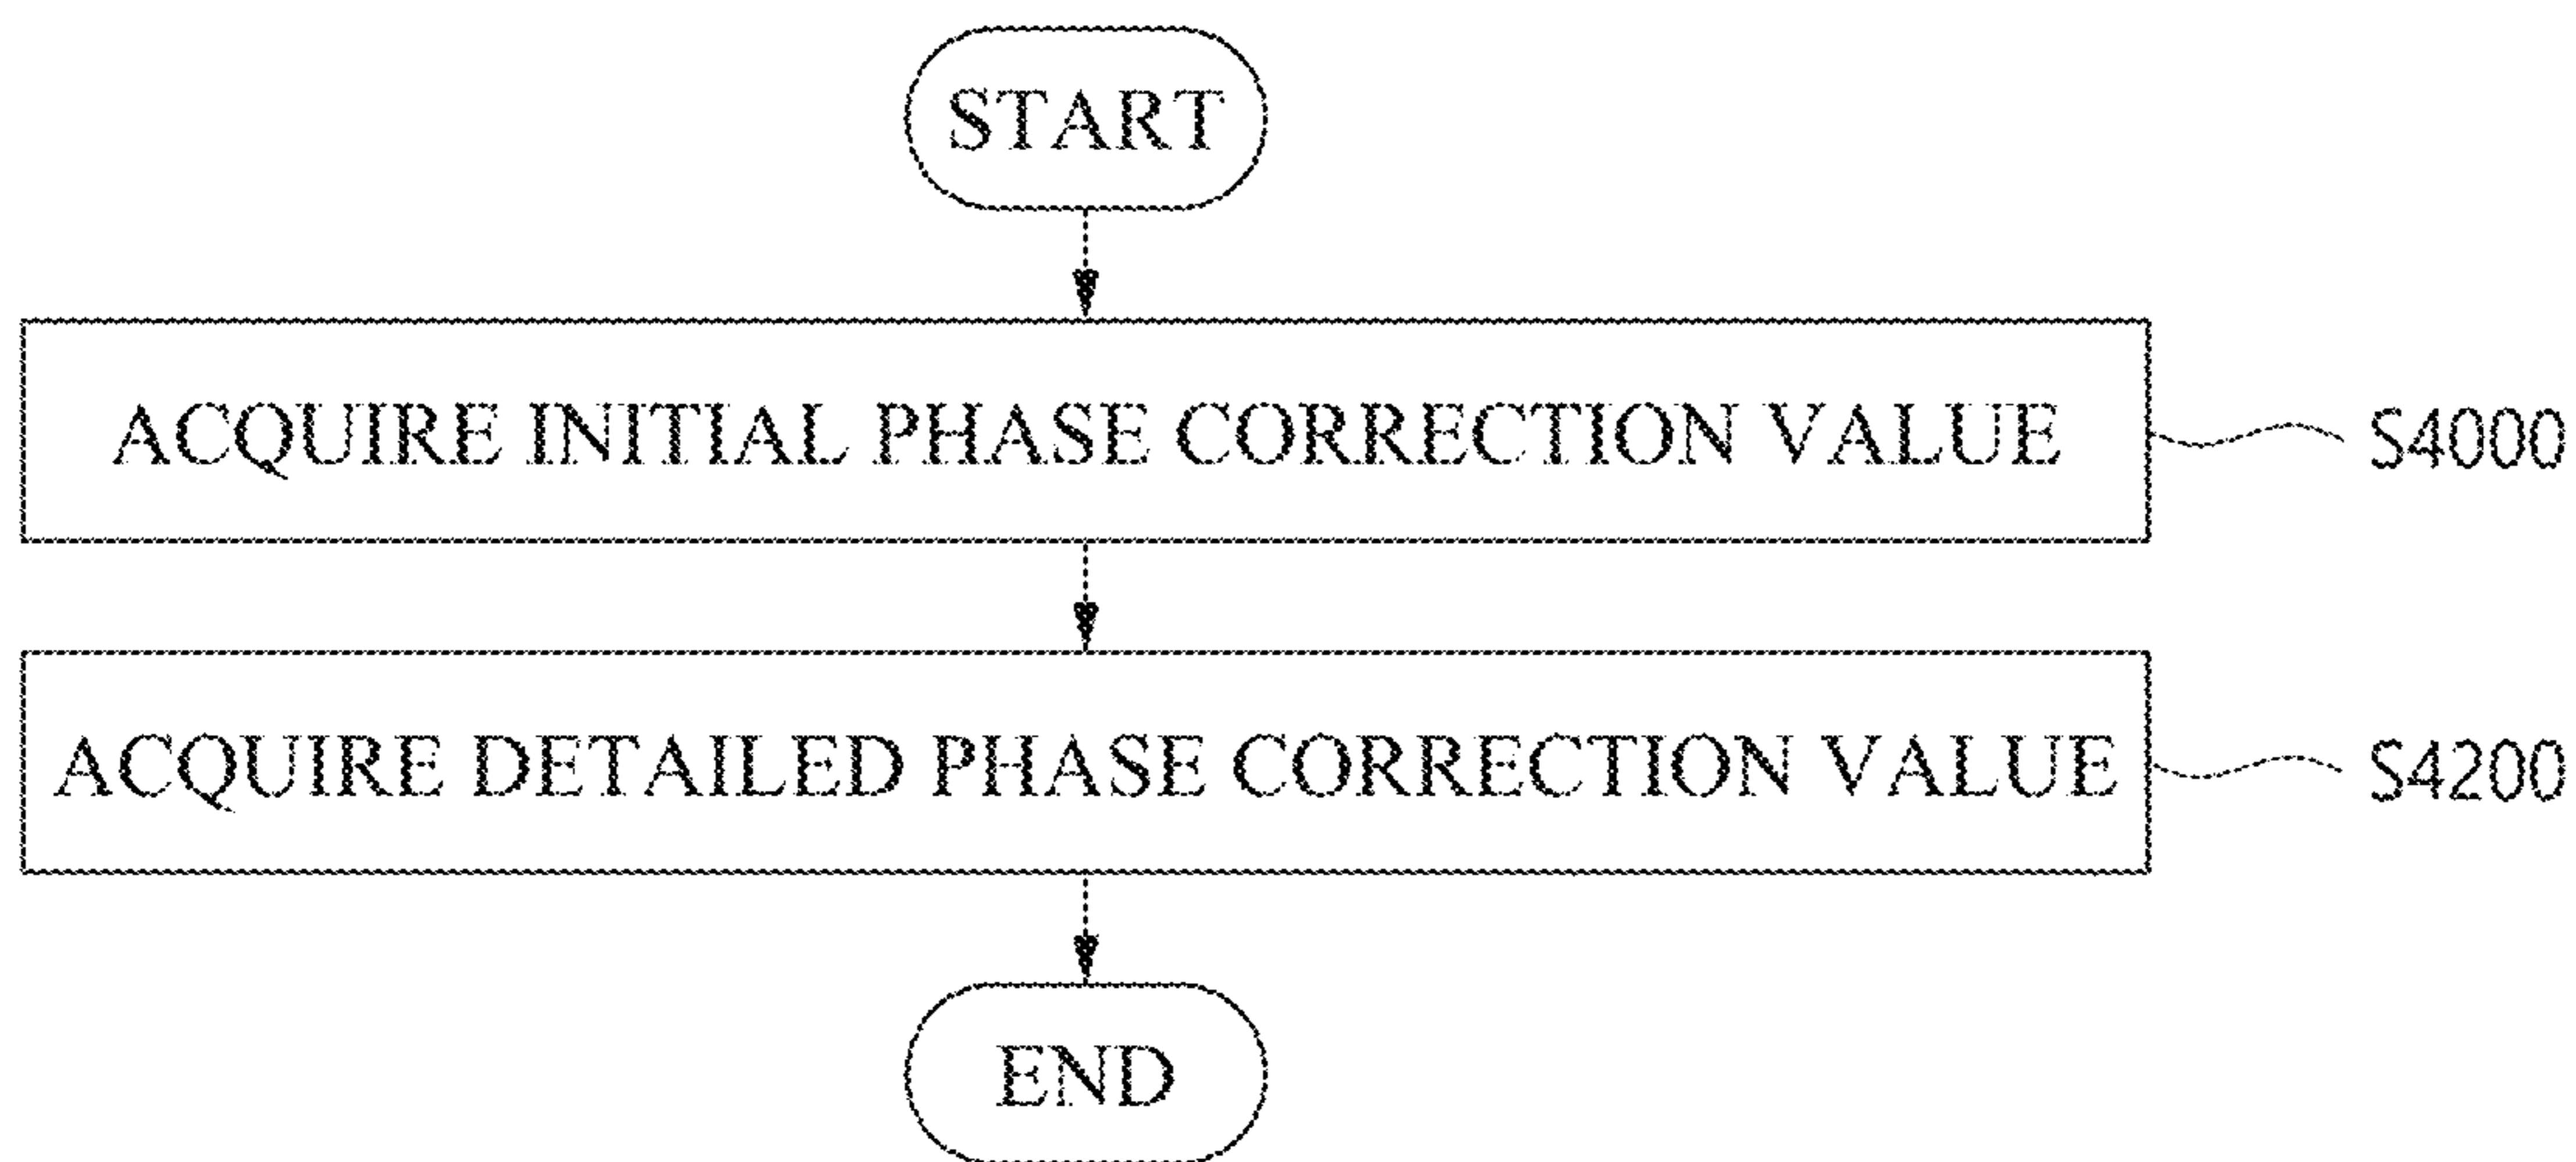 START
ACQUIRE INITIAL PHASE CORRECTION VALUE
S4000
ACQUIRE DETAILED PHASE CORRECTION VALUE
S4200
END